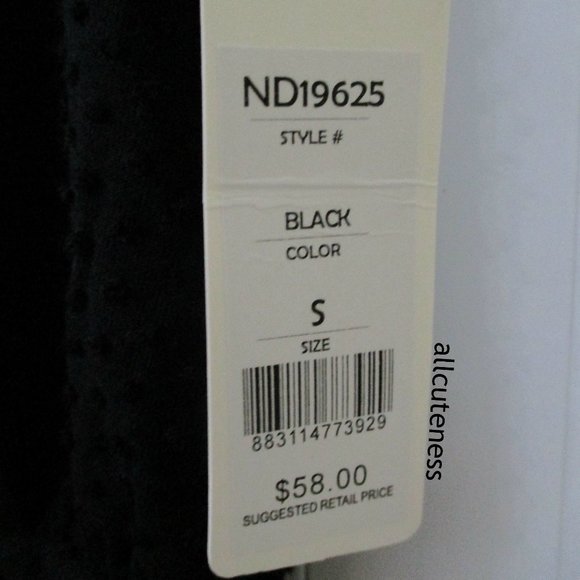 ND19625
STYLE #
BLACK
COLOR
S
SIZE
883114773929
$58.00
SUGGESTED RETAIL PRICE
allcuteness